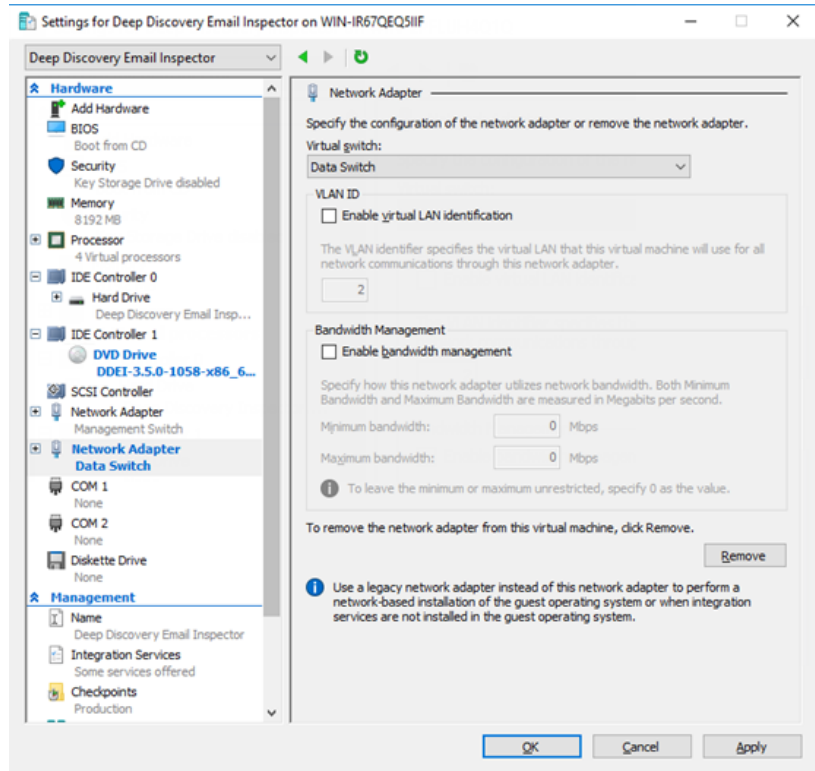 Settings for Deep Discovery Email Inspector on WIN-IR67QEQ5IIF
Deep Discovery Email Inspector
Hardware
Add Hardware
BIOS
Boot from CD
Security
Key Storage Drive disabled
Memory
8192 MB
Processor
4 Virtual processors
IDE Controller 0
Hard Drive
Deep Discovery Email Insp...
IDE Controller 1
DVD Drive
DDEI-3.5.0-1058-x86_6...
SCSI Controller
Network Adapter
Management Switch
Network Adapter
Data Switch
COM 1
None
COM 2
None
Diskette Drive
None
Management
Name
Deep Discovery Email Inspector
Integration Services
Some services offered
Checkpoints
Production
Network Adapter
Specify the configuration of the network adapter or remove the network adapter.
Virtual switch:
Data Switch
VLAN ID
Enable virtual LAN identification
The VLAN identifier specifies the virtual LAN that this virtual machine will use for all
network communications through this network adapter.
2
Bandwidth Management
Enable bandwidth management
Specify how this network adapter utilizes network bandwidth. Both Minimum
Bandwidth and Maximum Bandwidth are measured in Megabits per second.
Minimum bandwidth: 0 Mbps
Maximum bandwidth: 0 Mbps
To leave the minimum or maximum unrestricted, specify 0 as the value.
To remove the network adapter from this virtual machine, click Remove.
Remove
Use a legacy network adapter instead of this network adapter to perform a
network-based installation of the guest operating system or when integration
services are not installed in the guest operating system.
OK Cancel Apply